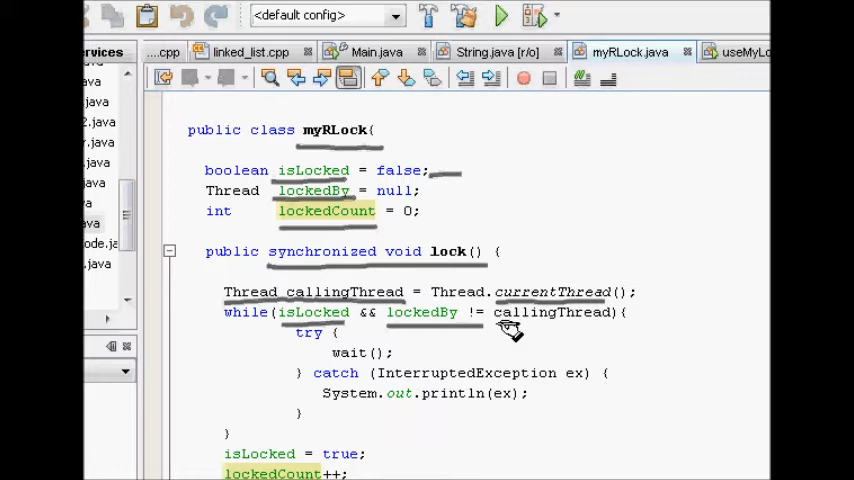 <default config>
ervices
....cpp linked_list.cpp Main.java String.java [r/o] myRLock.java useMyLo
.java
2.java
.java
.java
.java
ava
ode.ja
.java
public class myRLock{
boolean isLocked = false;
Thread lockedBy = null;
int lockedCount = 0;
public synchronized void lock() {
Thread callingThread = Thread.currentThread();
while(isLocked && lockedBy != callingThread){
try {
wait();
} catch (InterruptedException ex) {
System.out.println(ex);
}
}
isLocked = true;
lockedCount++;